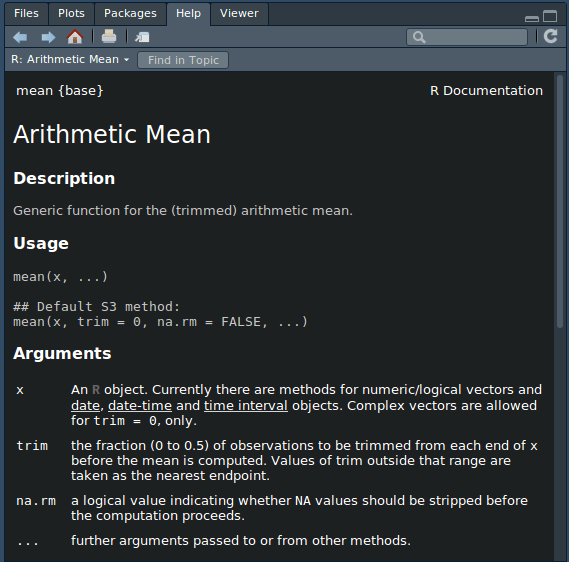 Files Plots Packages Help Viewer
R: Arithmetic Mean Find in Topic
mean {base} R Documentation
Arithmetic Mean
Description
Generic function for the (trimmed) arithmetic mean.
Usage
mean(x, ...)
## Default S3 method:
mean(x, trim = 0, na.rm = FALSE, ...)
Arguments
x An R object. Currently there are methods for numeric/logical vectors and
date, date-time and time interval objects. Complex vectors are allowed
for trim = 0, only.
trim the fraction (0 to 0.5) of observations to be trimmed from each end of x
before the mean is computed. Values of trim outside that range are
taken as the nearest endpoint.
na.rm a logical value indicating whether NA values should be stripped before
the computation proceeds.
... further arguments passed to or from other methods.